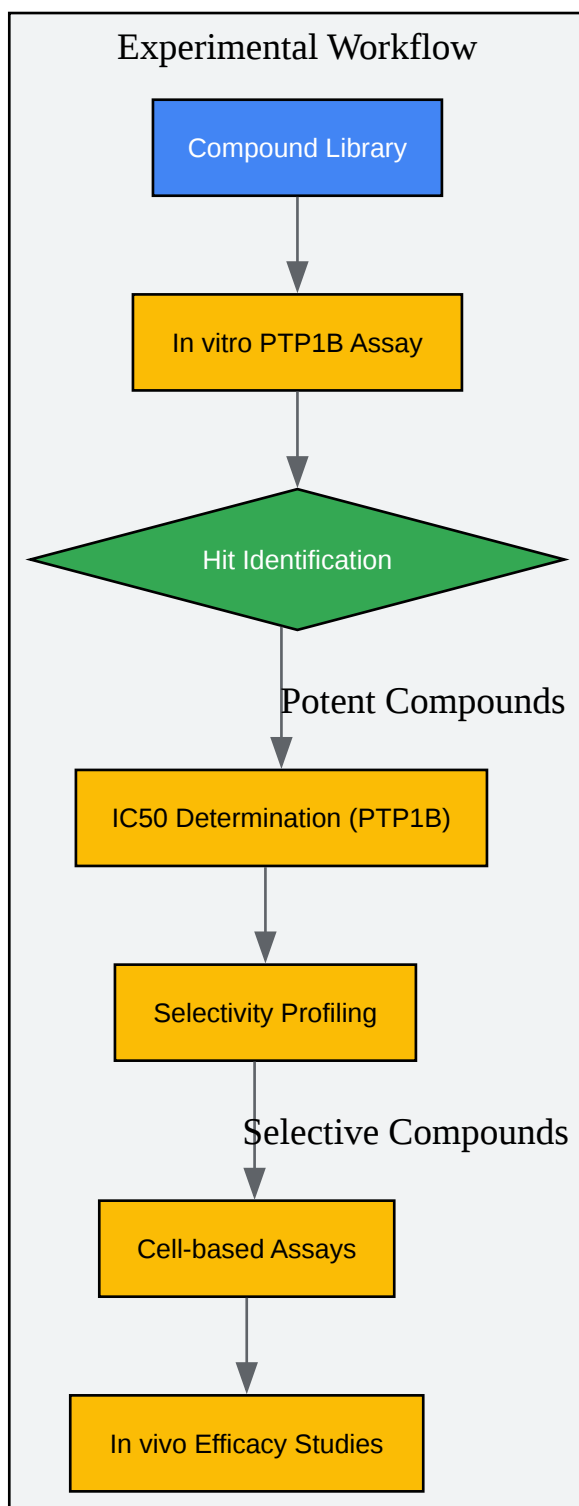 Experimental Workflow
Compound Library
In vitro PTP1B Assay
Hit Identification
Potent Compounds
IC50 Determination (PTP1B)
Selectivity Profiling
Selective Compounds
Cell-based Assays
In vivo Efficacy Studies